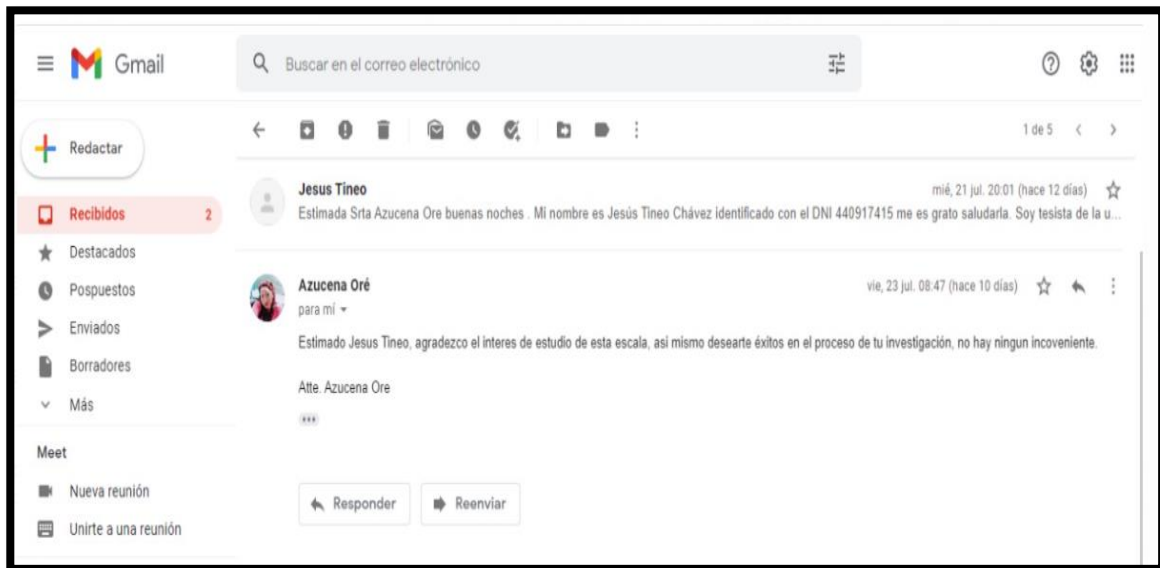 Gmail
Buscar en el correo electrónico
Redactar
1 de 5
Recibidos 2
Destacados
Pospuestos
Enviados
Borradores
Más
Meet
Nueva reunión
Unirte a una reunión
Jesus Tineo
mié, 21 jul. 20:01 (hace 12 días)
Estimada Srta Azucena Ore buenas noches . Mi nombre es Jesús Tineo Chávez identificado con el DNI 440917415 me es grato saludarla. Soy tesista de la u...
Azucena Oré
vie, 23 jul. 08:47 (hace 10 días)
para mí
Estimado Jesus Tineo, agradezco el interes de estudio de esta escala, asi mismo desearte éxitos en el proceso de tu investigación, no hay ningun incoveniente.
Atte. Azucena Ore
Responder
Reenviar